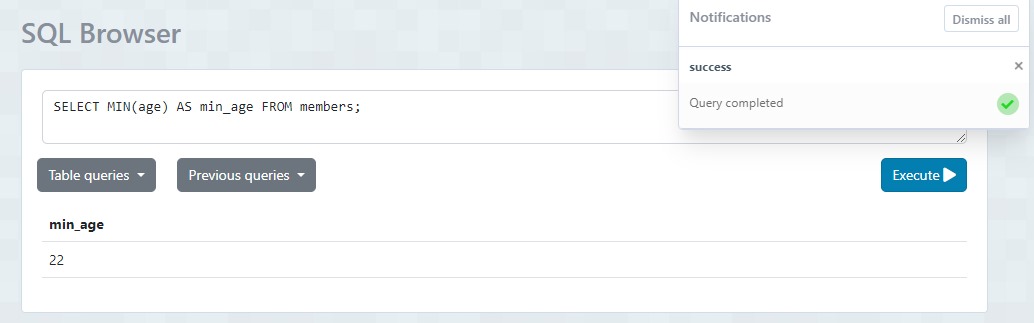 SQL Browser
Notifications
Dismiss all
success
×
Query completed
SELECT MIN(age) AS min_age FROM members;
Table queries
Previous queries
Execute
min_age
22